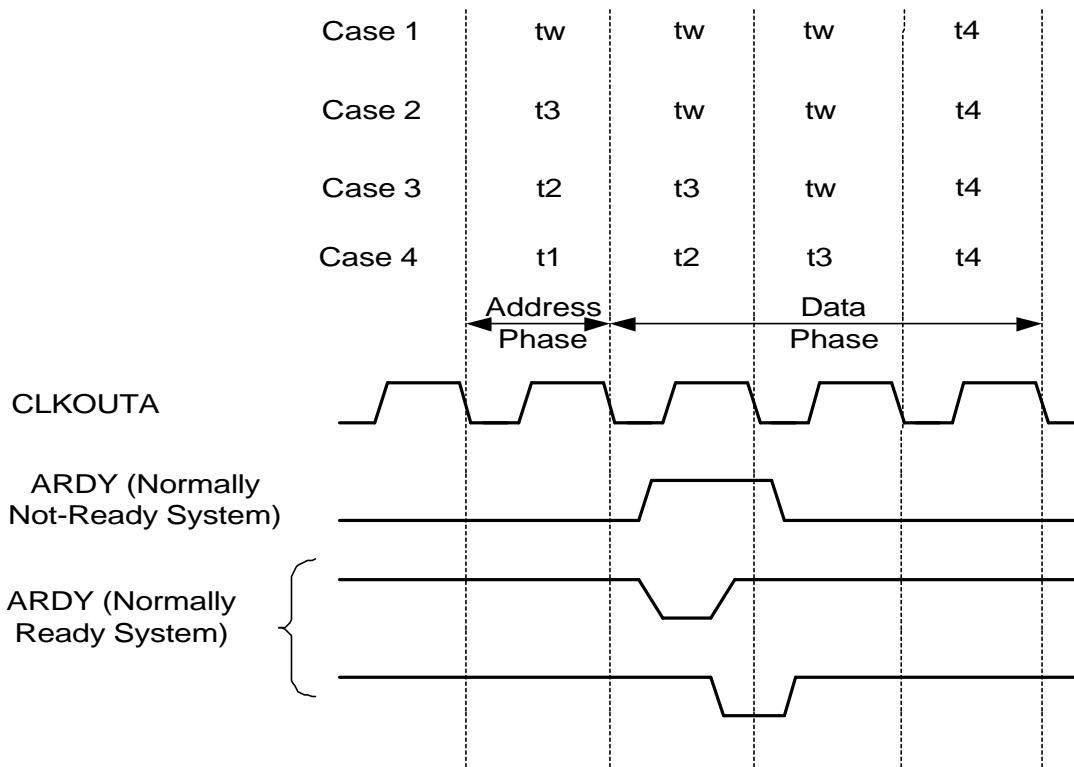 Case 1 tw tw tw t4
Case 2 t3 tw tw t4
Case 3 t2 t3 tw t4
Case 4 t1 t2 t3 t4
Address
Phase
Data
Phase
CLKOUTA
ARDY (Normally
Not-Ready System)
ARDY (Normally
Ready System)